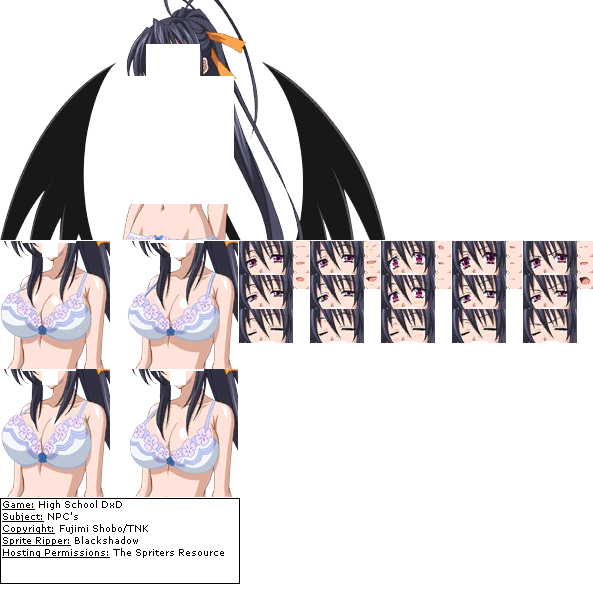 Game: High School DxD
Subject: NPC's
Copyright: Fujimi Shobo/TNK
Sprite Ripper: Blackshadow
Hosting Permissions: The Spriters Resource